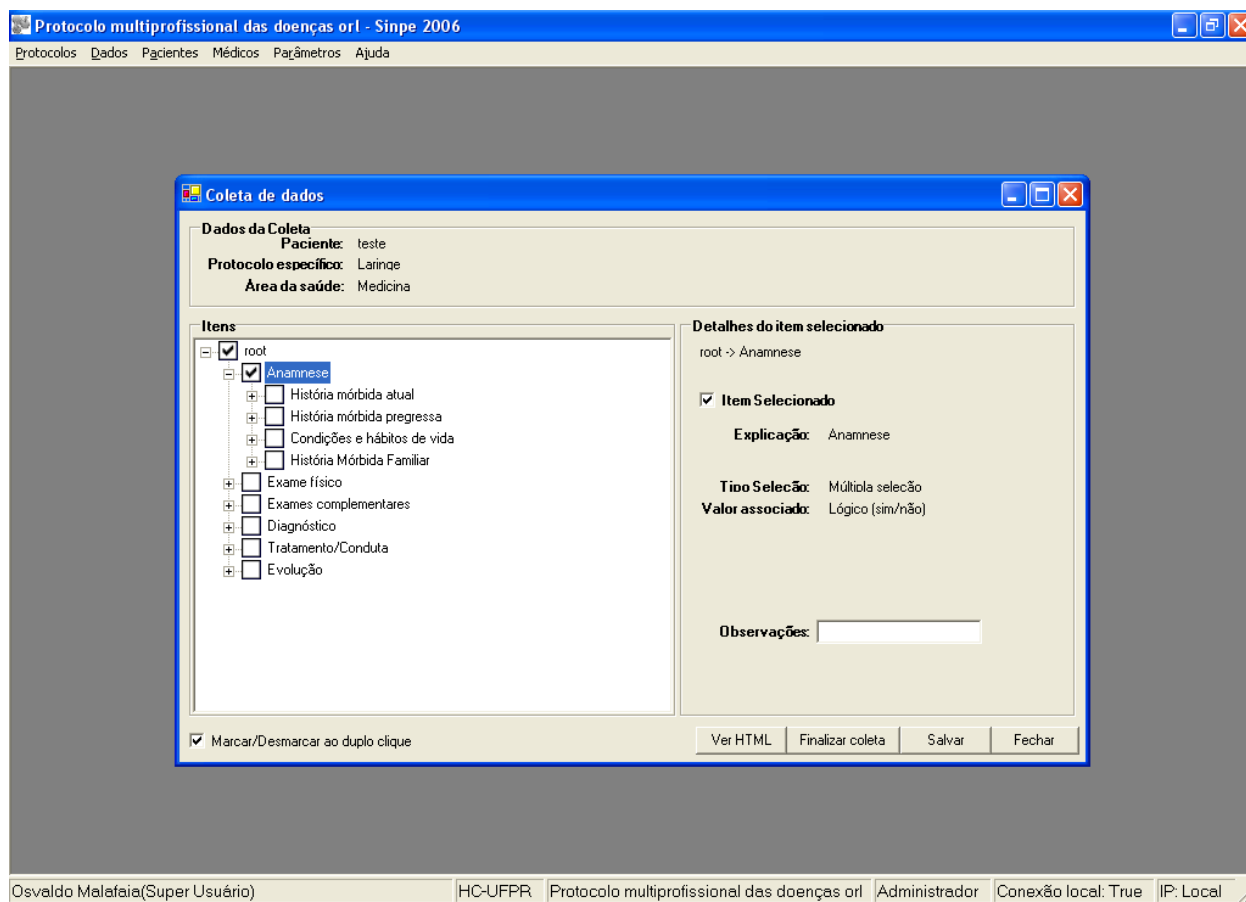 Protocolo multiprofissional das doenças orl - Sinpe 2006
Protocolos Dados Pacientes Médicos Parâmetros Ajuda
Coleta de dados
Dados da Coleta
Paciente: teste
Protocolo específico: Laringe
Área da saúde: Medicina
Itens
root
Anamnese
História mórbida atual
História mórbida pregressa
Condições e hábitos de vida
História Mórbida Familiar
Exame físico
Exames complementares
Diagnóstico
Tratamento/Conduta
Evolução
Detalhes do item selecionado
root -> Anamnese
Item Selecionado
Explicação: Anamnese
Tipo Seleção: Múltipla seleção
Valor associado: Lógico (sim/não)
Observações:
Marcar/Desmarcar ao duplo clique
Ver HTML Finalizar coleta Salvar Fechar
Osvaldo Malafaia(Super Usuário) HC-UFPR Protocolo multiprofissional das doenças orl Administrador Conexão local: True IP: Local